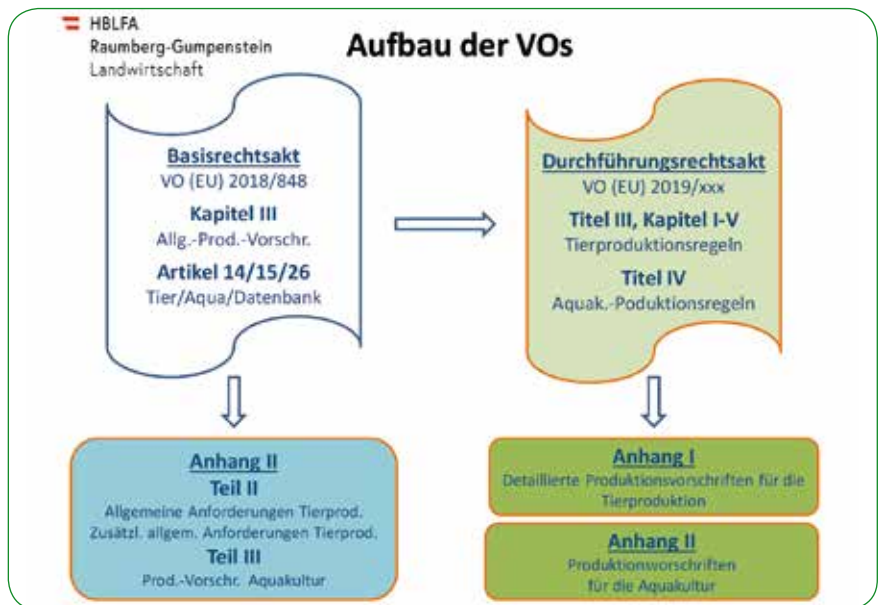 HBLFA
Raumberg-Gumpenstein
Landwirtschaft
Aufbau der VOs
Basisrechtsakt
VO (EU) 2018/848
Kapitel III
Allg.-Prod.-Vorschr.
Artikel 14/15/26
Tier/Aqua/Datenbank
Durchführungsrechtsakt
VO (EU) 2019/xxx
Titel III, Kapitel I-V
Tierproduktionsregeln
Titel IV
Aquak.-Poduktionsregeln
Anhang II
Teil II
Allgemeine Anforderungen Tierprod.
Zusätzl. allgem. Anforderungen Tierprod.
Teil III
Prod.-Vorschr. Aquakultur
Anhang I
Detaillierte Produktionsvorschriften für die
Tierproduktion
Anhang II
Produktionsvorschriften
für die Aquakultur